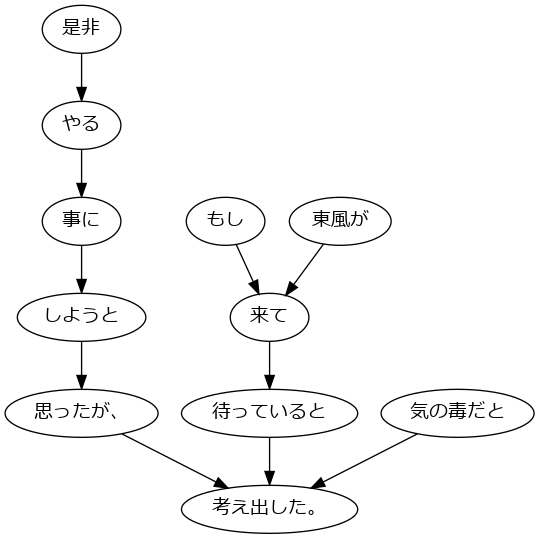 是非
やる
事に
もし
東風が
しようと
来て
思ったが、
待っていると
気の毒だと
考え出した。